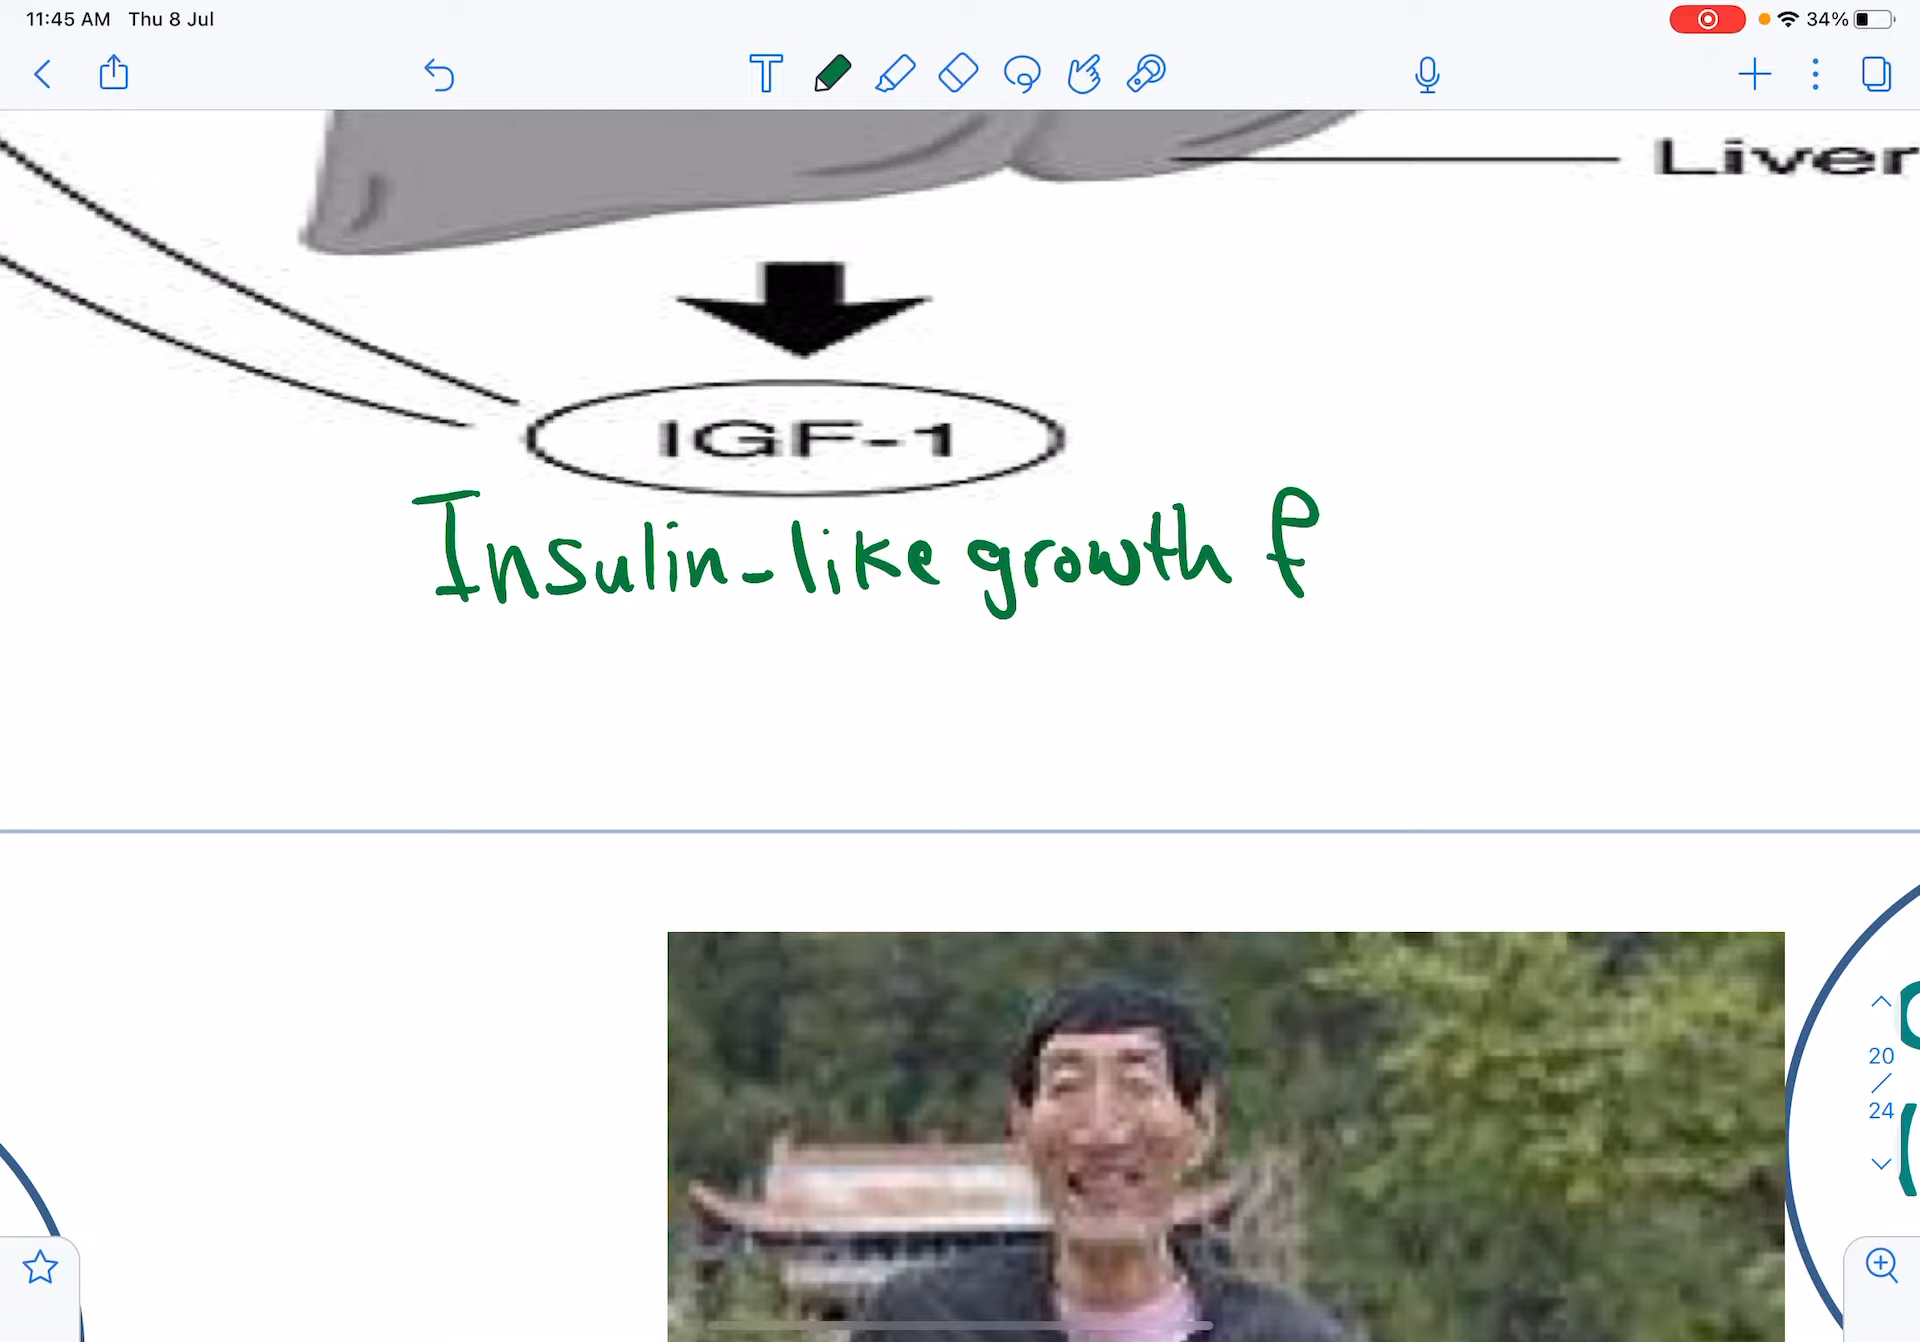 11:45 AM Thu 8 Jul
34%
T
Liver
IGF-1
Insulin-like growth f
20
/
24